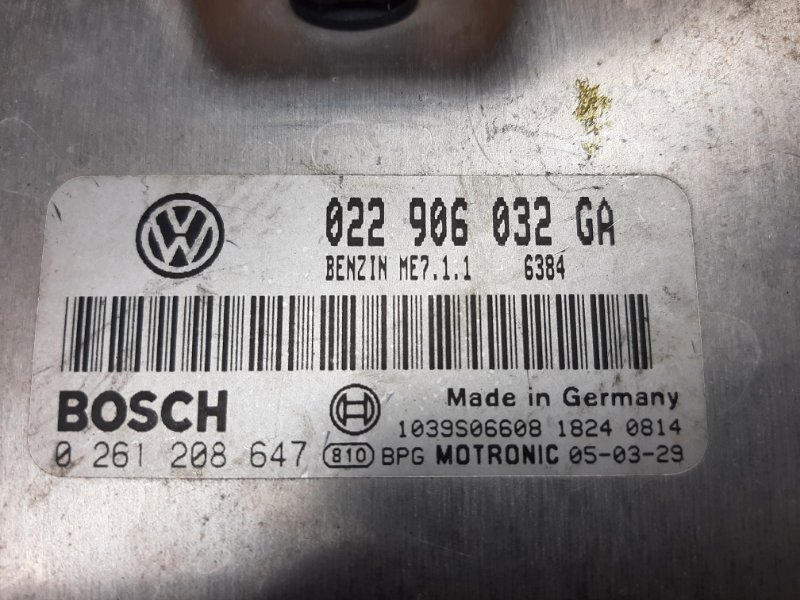 022 906 032 GA
BENZIN ME7.1.1 6384
BOSCH
Made in Germany
1039S06608 1824 0814
0 261 208 647 810 BPG MOTRONIC 05-03-29